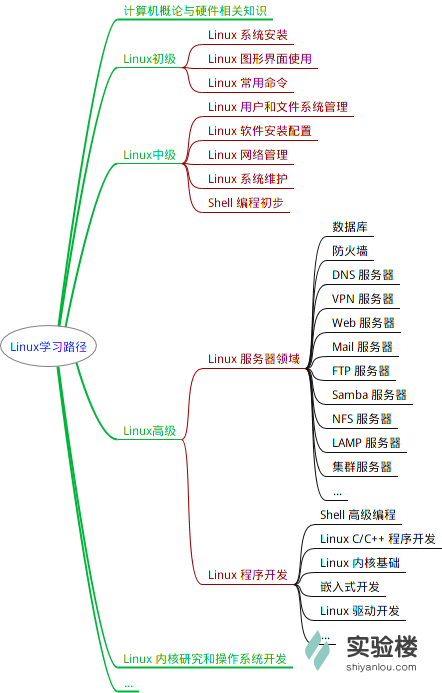 计算机概论与硬件相关知识
Linux初级
Linux 系统安装
Linux 图形界面使用
Linux 常用命令
Linux中级
Linux 用户和文件系统管理
Linux 软件安装配置
Linux 网络管理
Linux 系统维护
Shell 编程初步
Linux学习路径
Linux高级
Linux 服务器领域
数据库
防火墙
DNS 服务器
VPN 服务器
Web 服务器
Mail 服务器
FTP 服务器
Samba 服务器
NFS 服务器
LAMP 服务器
集群服务器
...
Linux 程序开发
Shell 高级编程
Linux C/C++ 程序开发
Linux 内核基础
嵌入式开发
Linux 驱动开发
...
Linux 内核研究和操作系统开发
...
实验楼
shiyanlou.com